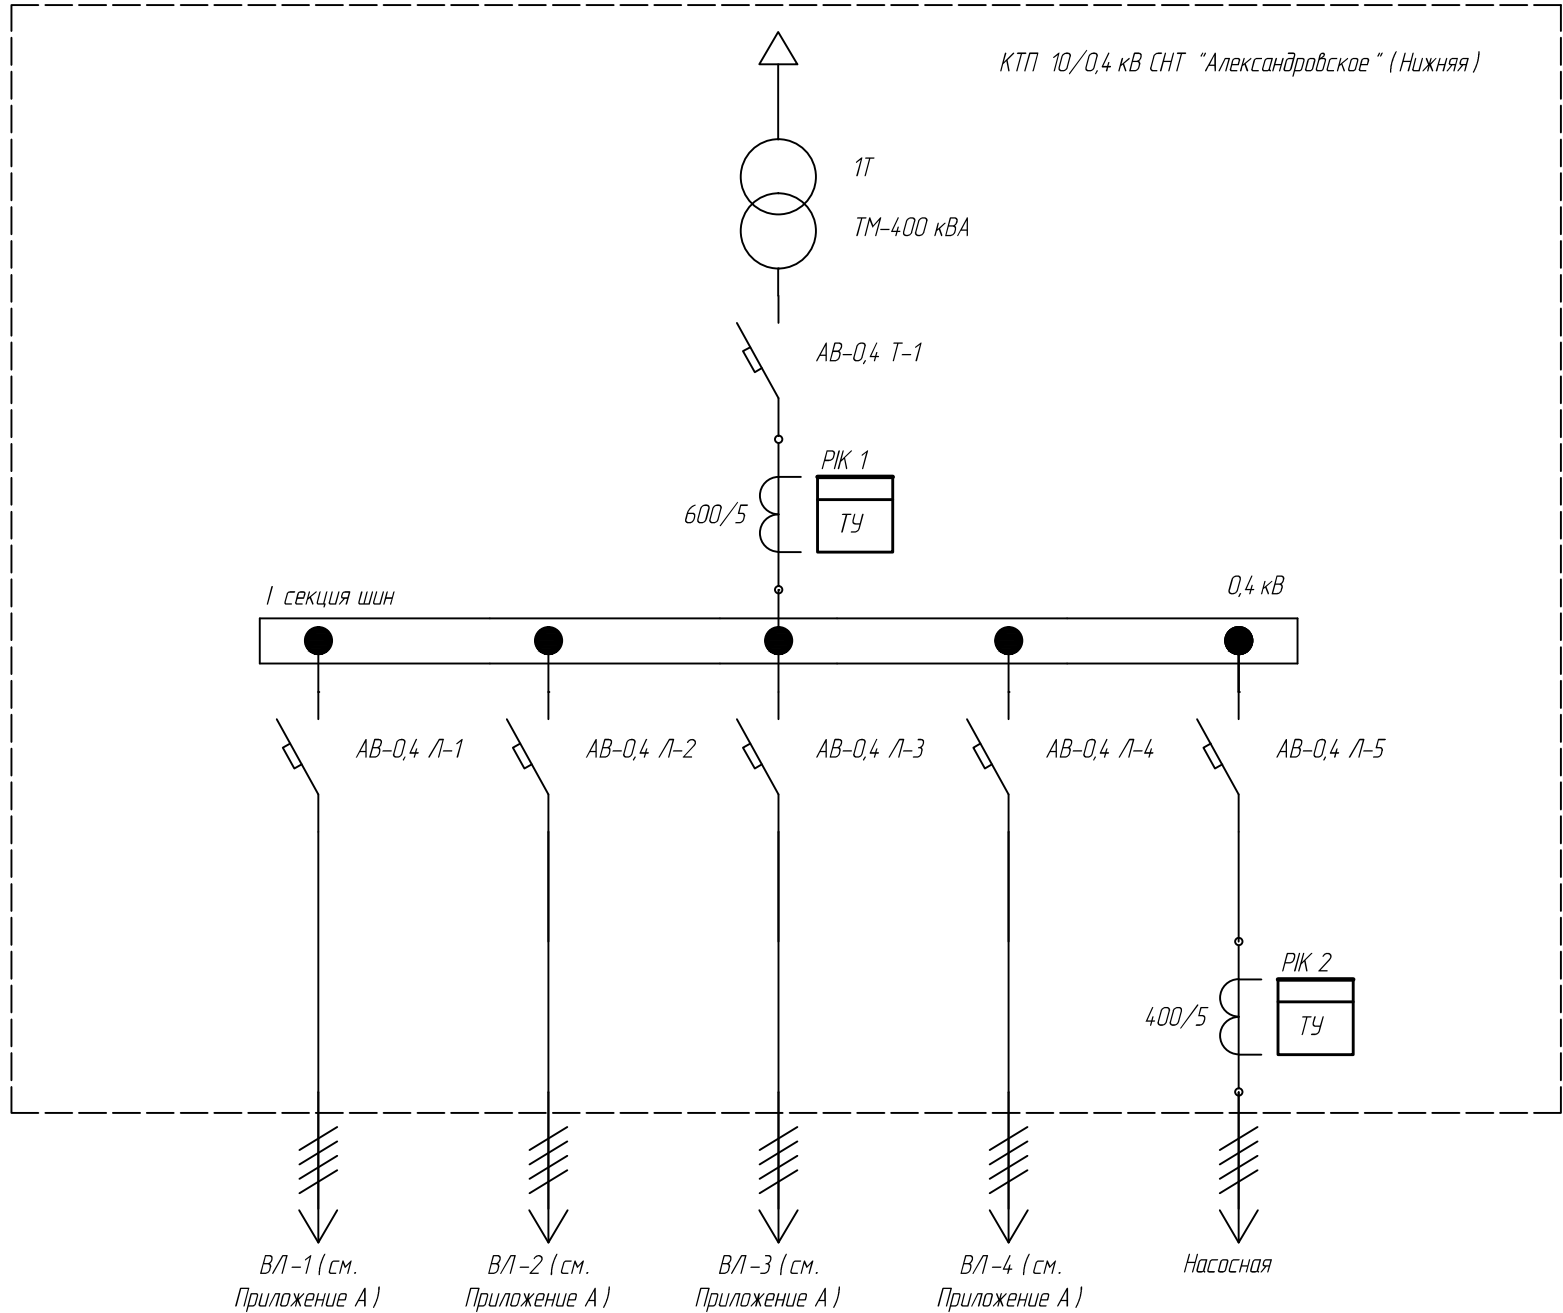 КТП 10/0,4 кВ СНТ "Александровское" (Нижняя)
1Т
ТМ-400 кВА
АВ-0,4 Т-1
PIK 1
600/5
ТУ
I секция шин
0,4 кВ
АВ-0,4 Л-1
АВ-0,4 Л-2
АВ-0,4 Л-3
АВ-0,4 Л-4
АВ-0,4 Л-5
PIK 2
400/5
ТУ
ВЛ-1 (см.
Приложение А)
ВЛ-2 (см.
Приложение А)
ВЛ-3 (см.
Приложение А)
ВЛ-4 (см.
Приложение А)
Насосная